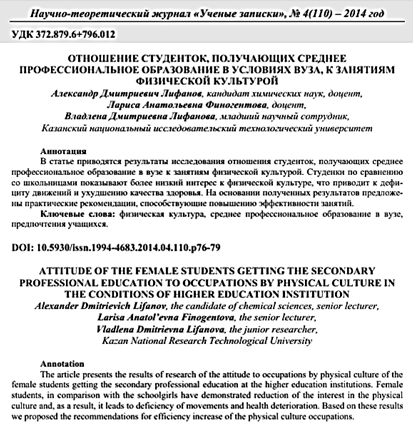 Научно-теоретический журнал «Ученые записки», № 4(110) – 2014 год
УДК 372.879.6+796.012
ОТНОШЕНИЕ СТУДЕНТОК, ПОЛУЧАЮЩИХ СРЕДНЕЕ
ПРОФЕССИОНАЛЬНОЕ ОБРАЗОВАНИЕ В УСЛОВИЯХ ВУЗА, К ЗАНЯТИЯМ
ФИЗИЧЕСКОЙ КУЛЬТУРОЙ
Александр Дмитриевич Лифанов, кандидат химических наук, доцент,
Лариса Анатольевна Финогентова, доцент,
Владлена Дмитриевна Лифанова, младший научный сотрудник,
Казанский национальный исследовательский технологический университет
Аннотация
В статье приводятся результаты исследования отношения студенток, получающих среднее
профессиональное образование в вузе к занятиям физической культурой. Студентки по сравнению
со школьницами показывают более низкий интерес к физической культуре, что приводит к дефи-
циту движений и ухудшению качества здоровья. На основании полученных результатов предложе-
ны практические рекомендации, способствующие повышению эффективности занятий.
Ключевые слова: физическая культура, среднее профессиональное образование в вузе,
предпочтения учащихся.
DOI: 10.5930/issn.1994-4683.2014.04.110.p76-79
ATTITUDE OF THE FEMALE STUDENTS GETTING THE SECONDARY
PROFESSIONAL EDUCATION TO OCCUPATIONS BY PHYSICAL CULTURE IN
THE CONDITIONS OF HIGHER EDUCATION INSTITUTION
Alexander Dmitrievich Lifanov, the candidate of chemical sciences, senior lecturer,
Larisa Anatol'evna Finogentova, the senior lecturer,
Vladlena Dmitrievna Lifanova, the junior researcher,
Kazan National Research Technological University
Annotation
The article presents the results of research of the attitude to occupations by physical culture of the
female students getting the secondary professional education at the higher education institutions. Female
students, in comparison with the schoolgirls have demonstrated reduction of the interest in the physical
culture and, as a result, it leads to deficiency of movements and health deterioration. Based on these results
we proposed the recommendations for efficiency increase of the physical culture occupations.